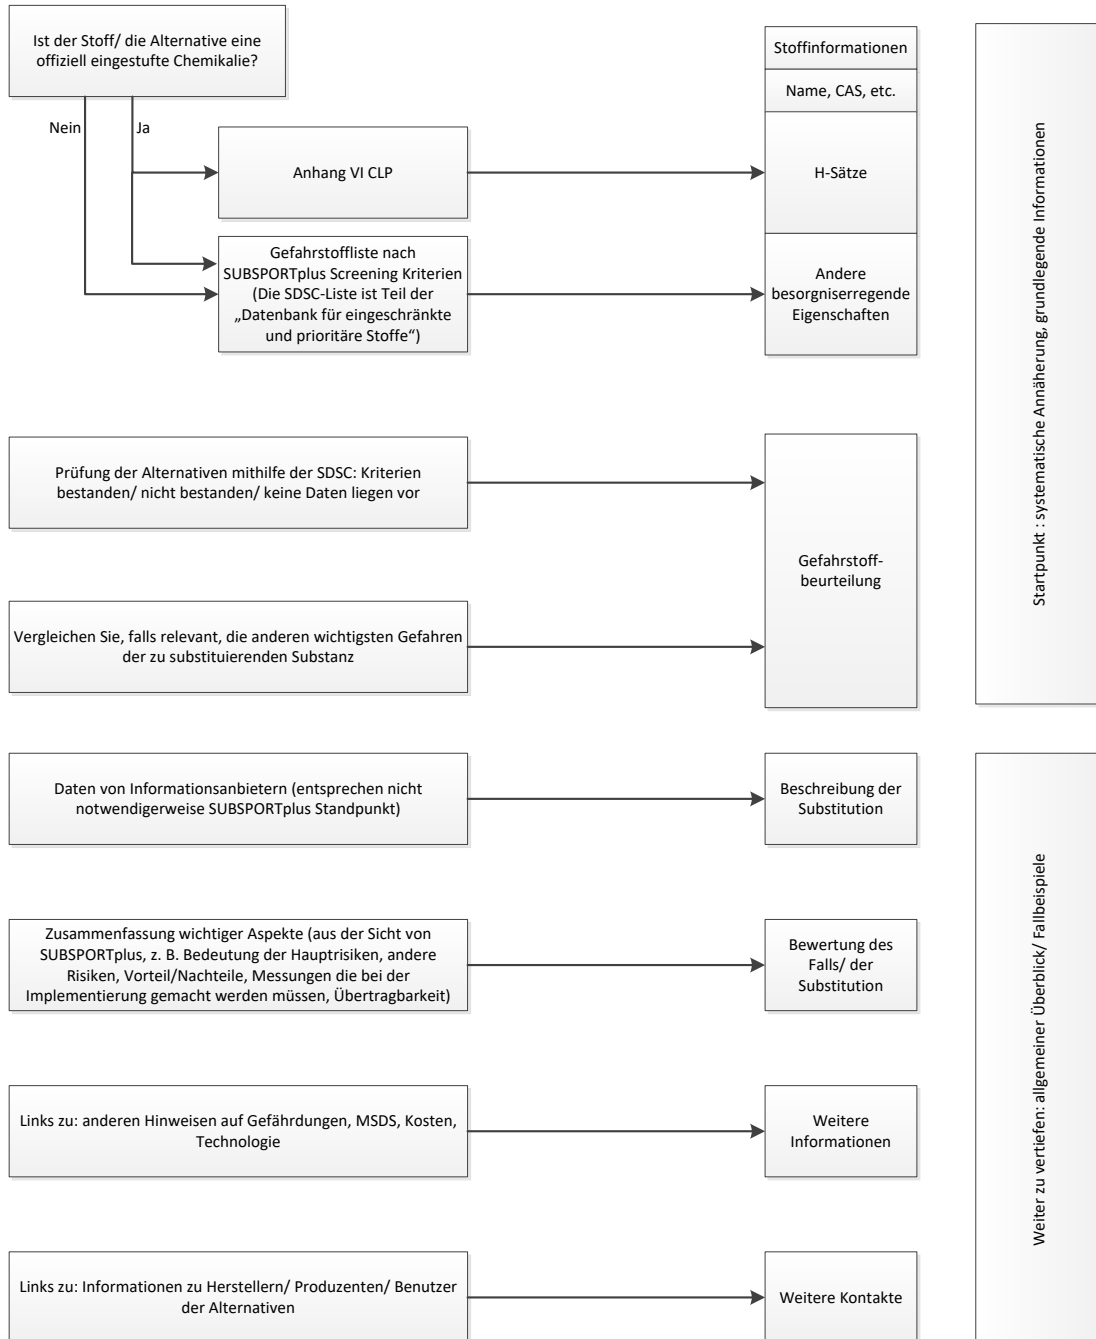 Ist der Stoff/ die Alternative eine
offiziell eingestufte Chemikalie?
Nein
Ja
Anhang VI CLP
Gefahrstoffliste nach
SUBSPORTplus Screening Kriterien
(Die SDSC-Liste ist Teil der
„Datenbank für eingeschränkte
und prioritäre Stoffe“)
Stoffinformationen
Name, CAS, etc.
H-Sätze
Andere
besorgniserregende
Eigenschaften
Prüfung der Alternativen mithilfe der SDSC: Kriterien
bestanden/ nicht bestanden/ keine Daten liegen vor
Vergleichen Sie, falls relevant, die anderen wichtigsten Gefahren
der zu substituierenden Substanz
Gefahrstoff-
beurteilung
Startpunkt : systematische Annäherung, grundlegende Informationen
Daten von Informationsanbietern (entsprechen nicht
notwendigerweise SUBSPORTplus Standpunkt)
Beschreibung der
Substitution
Zusammenfassung wichtiger Aspekte (aus der Sicht von
SUBSPORTplus, z. B. Bedeutung der Hauptrisiken, andere
Risiken, Vorteil/Nachteile, Messungen die bei der
Implementierung gemacht werden müssen, Übertragbarkeit)
Bewertung des
Falls/ der
Substitution
Links zu: anderen Hinweisen auf Gefährdungen, MSDS, Kosten,
Technologie
Weitere
Informationen
Links zu: Informationen zu Herstellern/ Produzenten/ Benutzer
der Alternativen
Weitere Kontakte
Weiter zu vertiefen: allgemeiner Überblick/ Fallbeispiele